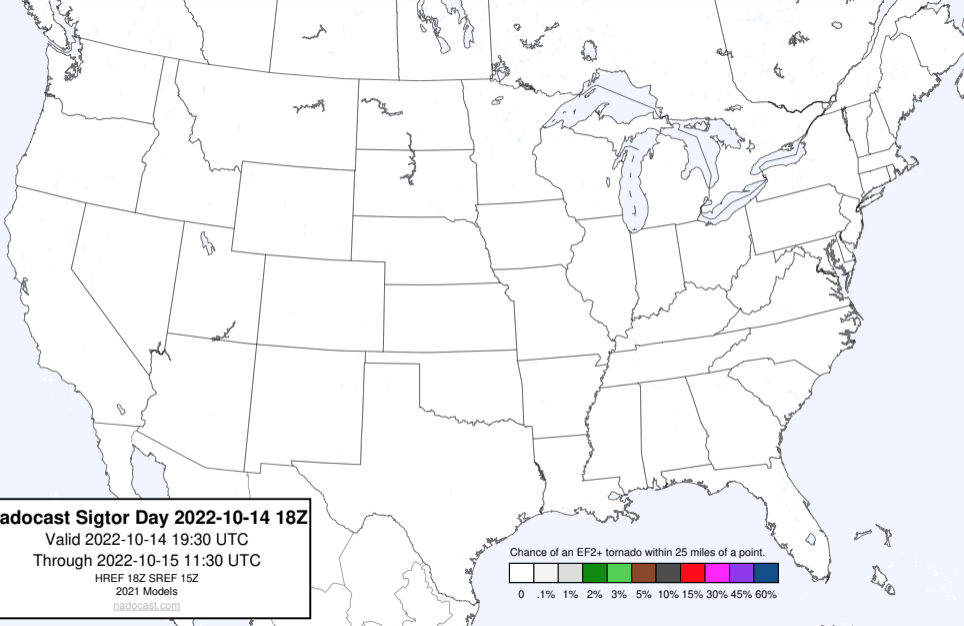 adocast Sigtor Day 2022-10-14 18Z
Valid 2022-10-14 19:30 UTC
Through 2022-10-15 11:30 UTC
HREF 18Z SREF 15Z
2021 Models
nadocast.com
Chance of an EF2+ tornado within 25 miles of a point.
0 .1% 1% 2% 3% 5% 10% 15% 30% 45% 60%